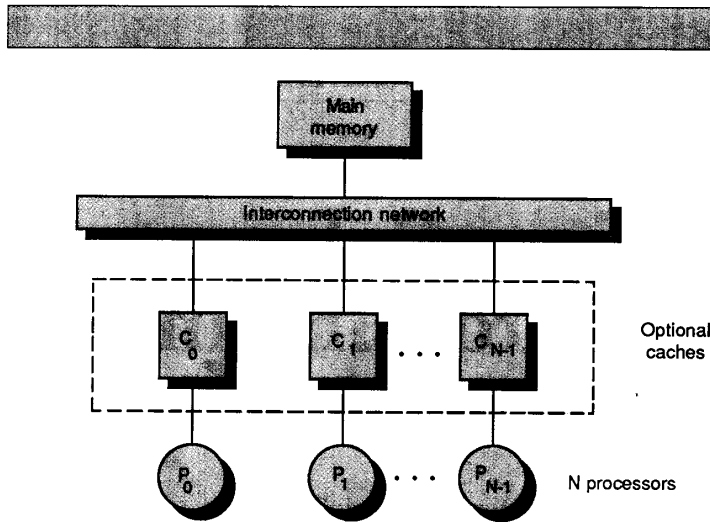 Main
memory
Interconnection network
C0 C1 . . . CN-1
Optional
caches
P0 P1 . . . PN-1 N processors